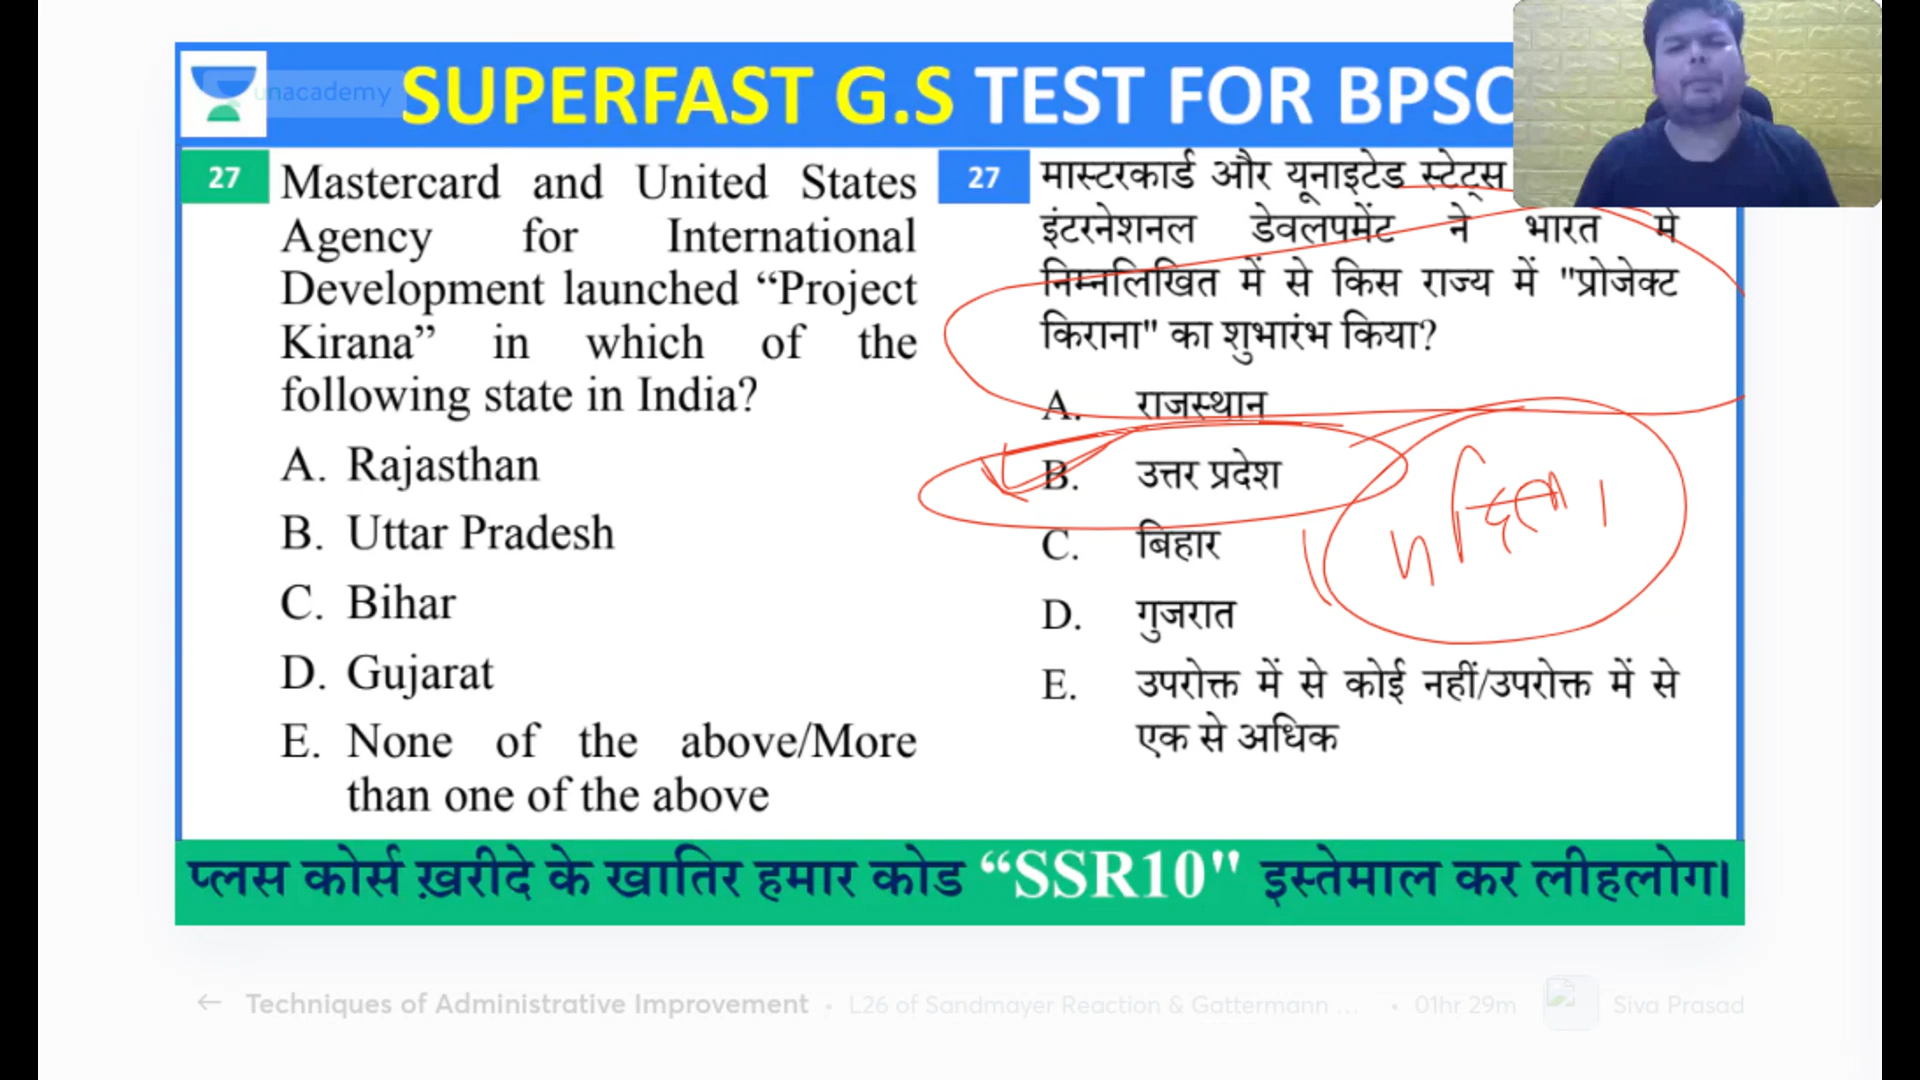 unacademy
SUPERFAST G.S TEST FOR BPSC
27
Mastercard and United States
Agency for International
Development launched “Project
Kirana” in which of the
following state in India?
A. Rajasthan
B. Uttar Pradesh
C. Bihar
D. Gujarat
E. None of the above/More
than one of the above
27
मास्टरकार्ड और यूनाइटेड स्टेट्स
इंटरनेशनल डेवलपमेंट ने भारत में
निम्नलिखित में से किस राज्य में "प्रोजेक्ट
किराना" का शुभारंभ किया?
A. राजस्थान
B. उत्तर प्रदेश
C. बिहार
D. गुजरात
E. उपरोक्त में से कोई नहीं/उपरोक्त में से
एक से अधिक
प्लस कोर्स ख़रीदे के खातिर हमार कोड “SSR10" इस्तेमाल कर लीहलोग।
← Techniques of Administrative Improvement • L26 of Sandmayer Reaction & Gattermann ... • 01hr 29m Siva Prasad